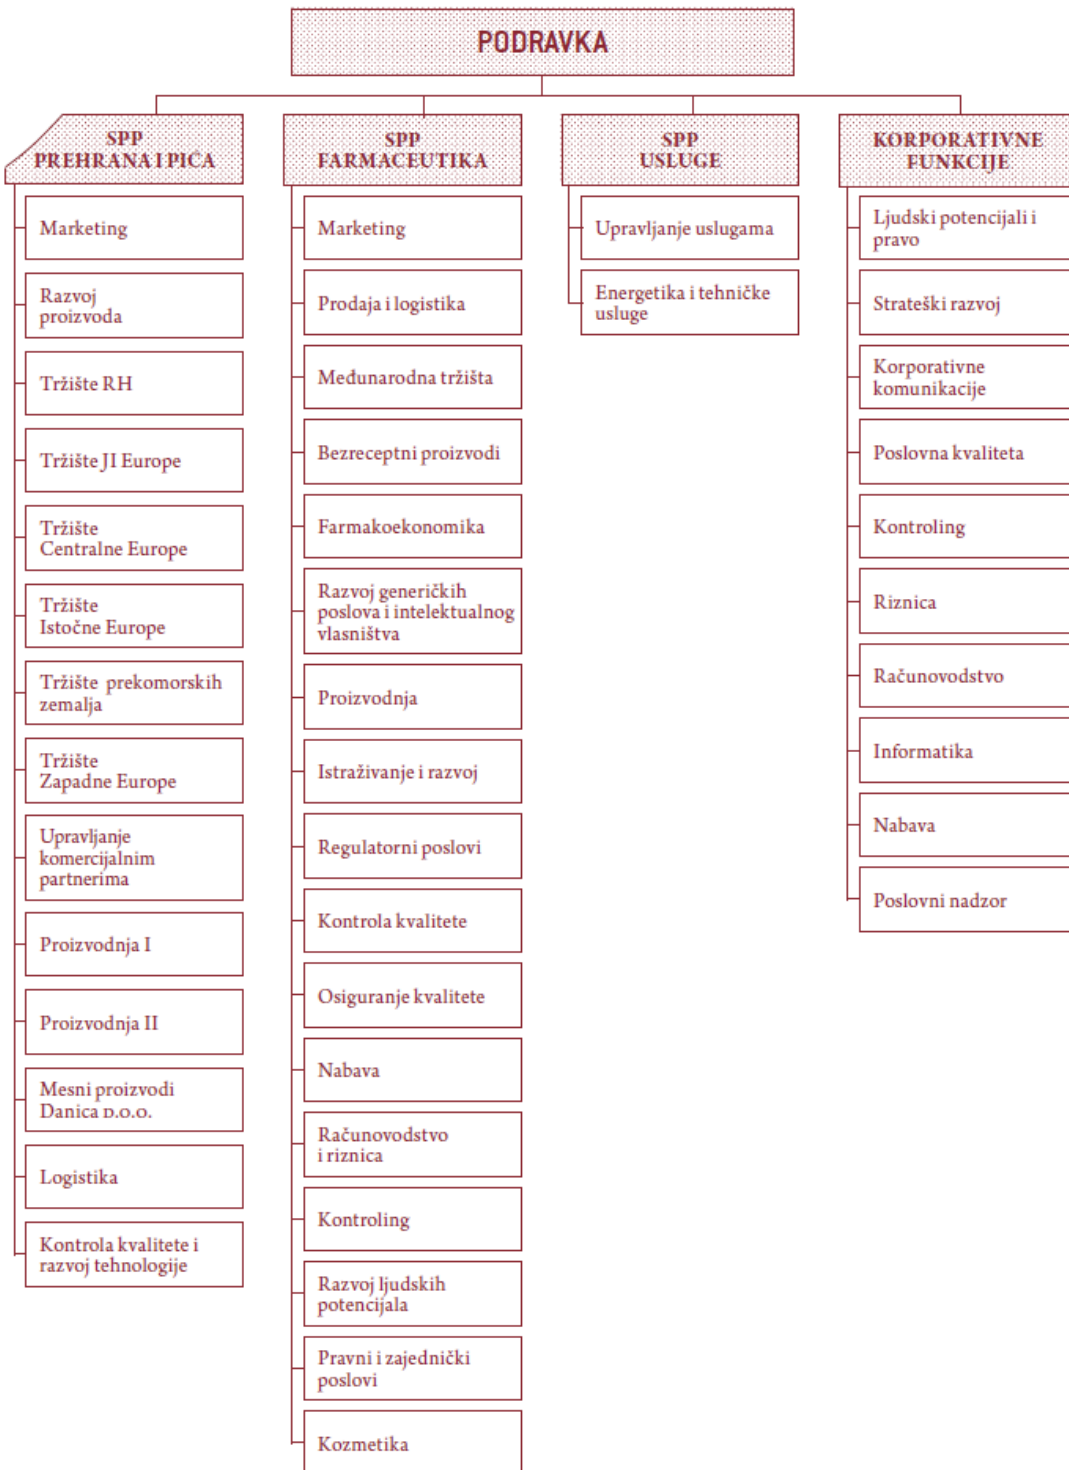 PODRAVKA
SPP
PREHRANA I PIĆA
Marketing
Razvoj
proizvoda
Tržište RH
Tržište JI Europe
Tržište
Centralne Europe
Tržište
Istočne Europe
Tržište prekomorskih
zemalja
Tržište
Zapadne Europe
Upravljanje
komercijalnim
partnerima
Proizvodnja I
Proizvodnja II
Mesni proizvodi
Danica D.O.O.
Logistika
Kontrola kvalitete i
razvoj tehnologije
SPP
FARMACEUTIKA
Marketing
Prodaja i logistika
Međunarodna tržišta
Bezreceptni proizvodi
Farmakoekonomika
Razvoj generičkih
poslova i intelektualnog
vlasništva
Proizvodnja
Istraživanje i razvoj
Regulatorni poslovi
Kontrola kvalitete
Osiguranje kvalitete
Nabava
Računovodstvo
i riznica
Kontroling
Razvoj ljudskih
potencijala
Pravni i zajednički
poslovi
Kozmetika
SPP
USLUGE
Upravljanje uslugama
Energetika i tehničke
usluge
KORPORATIVNE
FUNKCIJE
Ljudski potencijali i
pravo
Strateški razvoj
Korporativne
komunikacije
Poslovna kvaliteta
Kontroling
Riznica
Računovodstvo
Informatika
Nabava
Poslovni nadzor